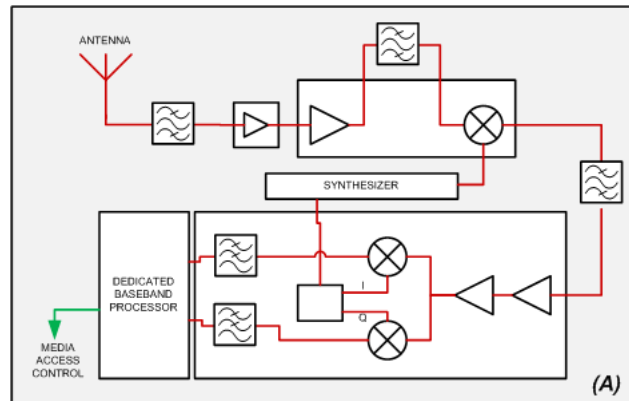 ANTENNA
SYNTHESIZER
DEDICATED
BASEBAND
PROCESSOR
I
Q
MEDIA
ACCESS
CONTROL
(A)